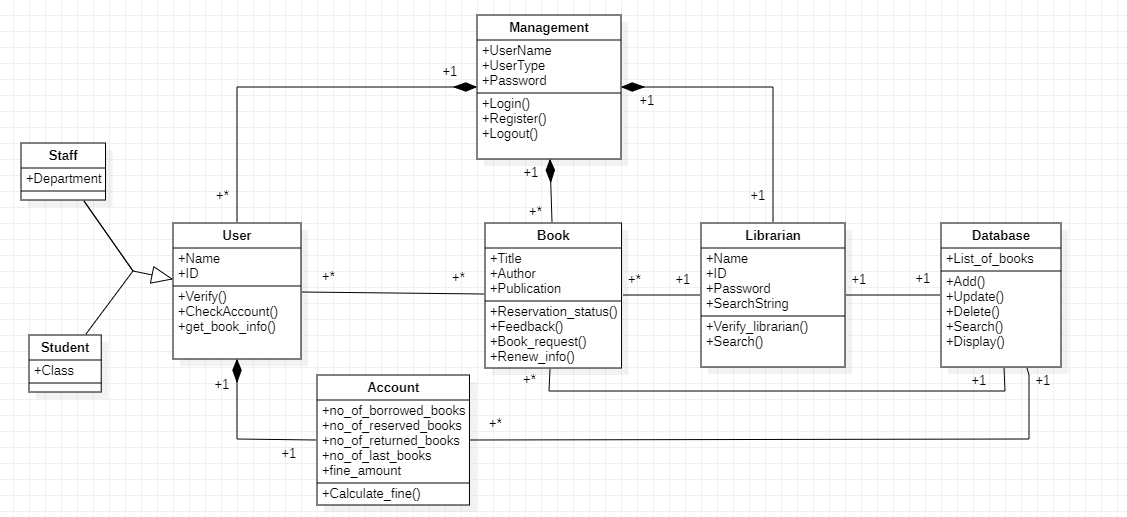 Management
+UserName
+UserType
+Password
+Login()
+Register()
+Logout()
+1
+1
+1
+*
+*
+1
Staff
+Department
Student
+Class
User
+Name
+ID
+Verify()
+CheckAccount()
+get_book_info()
+*
+*
Book
+Title
+Author
+Publication
+Reservation_status()
+Feedback()
+Book_request()
+Renew_info()
+*
+1
Librarian
+Name
+ID
+Password
+SearchString
+Verify_librarian()
+Search()
+1
+1
Database
+List_of_books
+Add()
+Update()
+Delete()
+Search()
+Display()
+1
+*
+1
+1
Account
+no_of_borrowed_books
+no_of_reserved_books
+no_of_returned_books
+no_of_last_books
+fine_amount
+Calculate_fine()
+*
+1